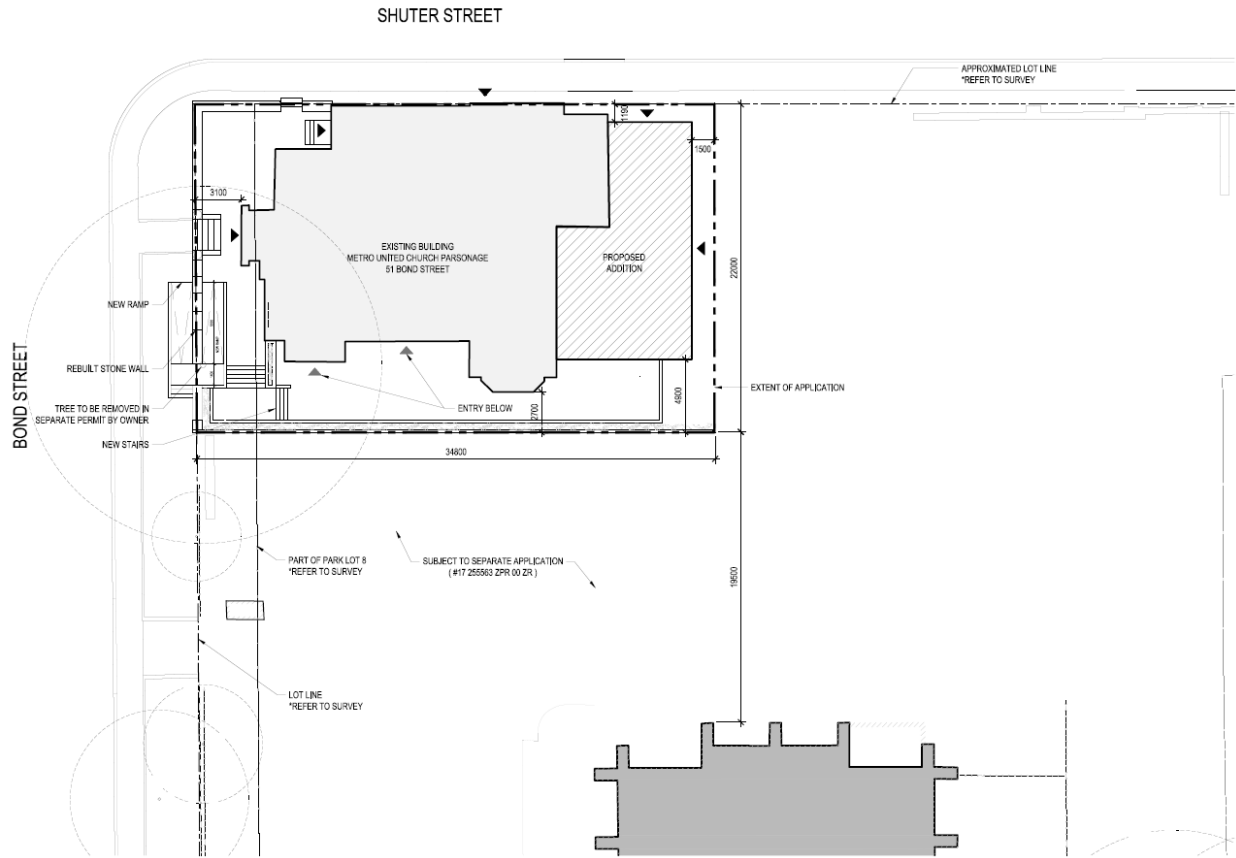 SHUTER STREET
APPROXIMATED LOT LINE
*REFER TO SURVEY
1190
1500
3100
EXISTING BUILDING
METRO UNITED CHURCH PARSONAGE
51 BOND STREET
PROPOSED
ADDITION
22000
NEW RAMP
BOND STREET
REBUILT STONE WALL
TREE TO BE REMOVED IN
SEPARATE PERMIT BY OWNER
NEW STAIRS
ENTRY BELOW
2700
4900
EXTENT OF APPLICATION
34800
PART OF PARK LOT 8
*REFER TO SURVEY
SUBJECT TO SEPARATE APPLICATION
( #17 255563 ZPR 00 ZR )
19500
LOT LINE
*REFER TO SURVEY